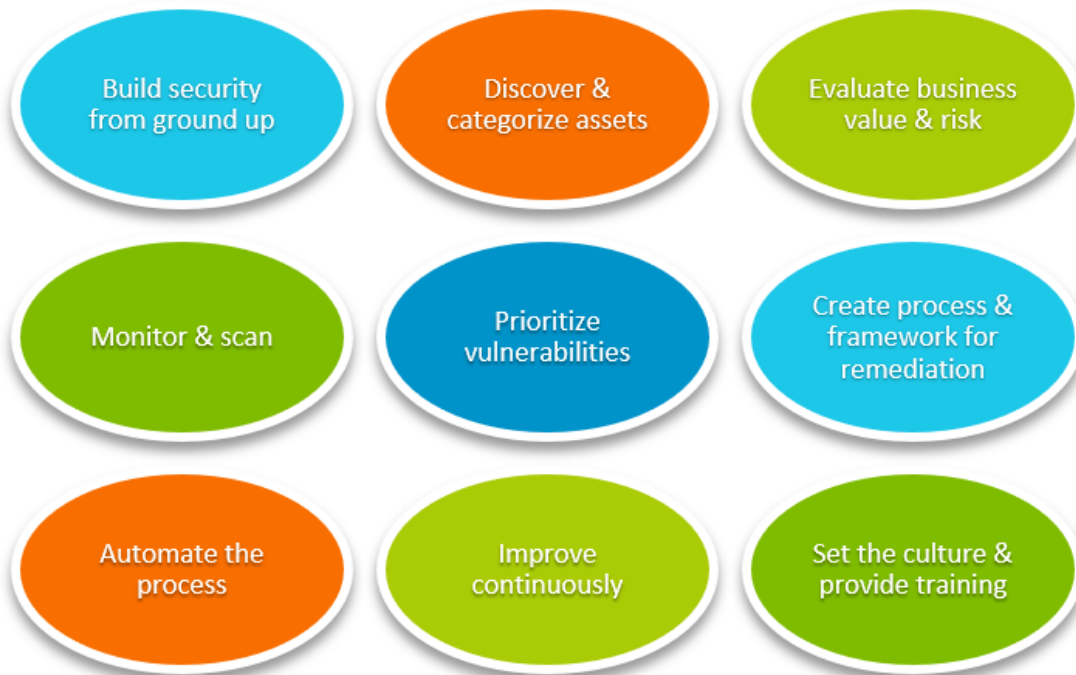 Build security
from ground up
Discover &
categorize assets
Evaluate business
value & risk
Monitor & scan
Prioritize
vulnerabilities
Create process &
framework for
remediation
Automate the
process
Improve
continuously
Set the culture &
provide training